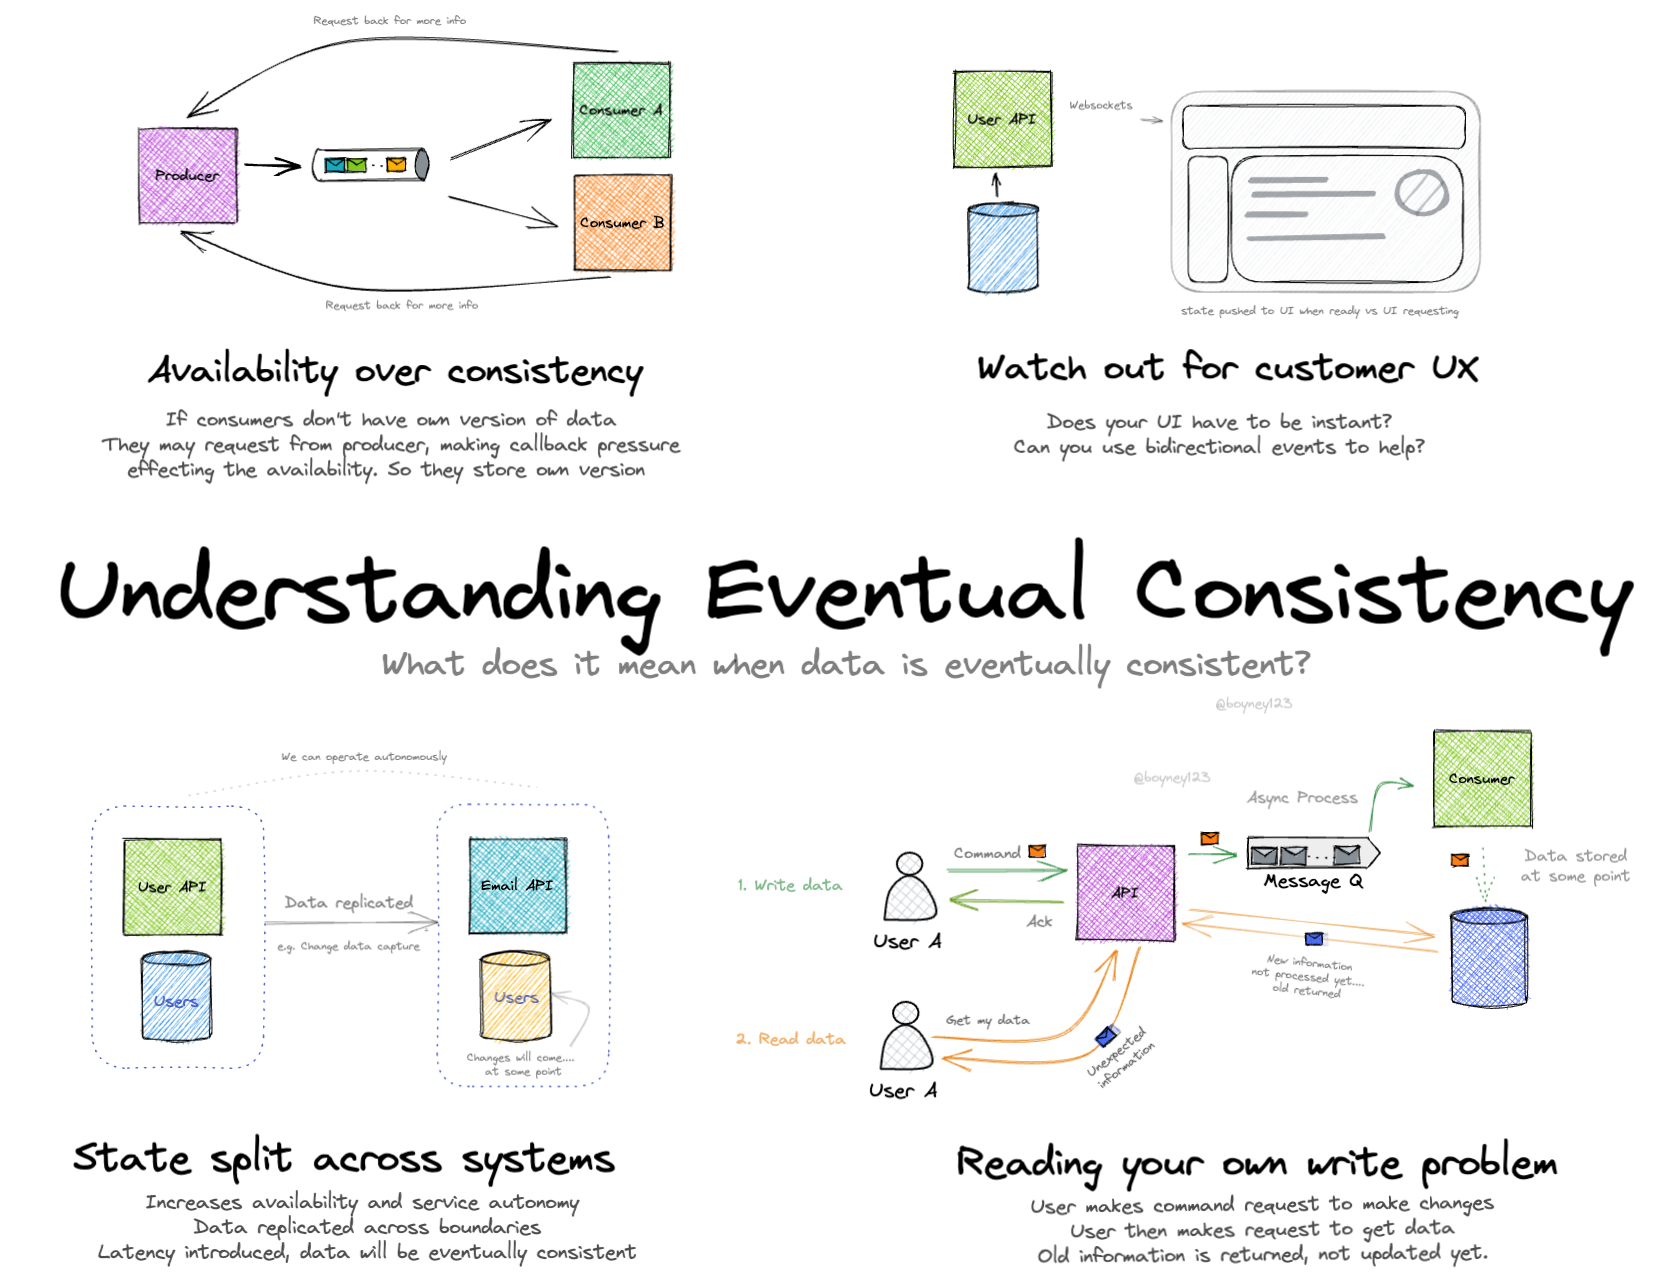 Request back for more info
Consumer A
Producer
Consumer B
Request back for more info
Availability over consistency
If consumers don't have own version of data
They may request from producer, making callback pressure
effecting the availability. So they store own version
User API
Websockets
state pushed to UI when ready vs UI requesting
Watch out for customer UX
Does your UI have to be instant?
Can you use bidirectional events to help?
Understanding Eventual Consistency
What does it mean when data is eventually consistent?
@boyney123
We can operate autonomously
User API
Email API
Data replicated
e.g. Change data capture
Users
Users
Changes will come....
at some point
State split across systems
Increases availability and service autonomy
Data replicated across boundaries
Latency introduced, data will be eventually consistent
@boyney123
Consumer
Async Process
Command
1. Write data
API
Message Q
Data stored
at some point
Ack
User A
New information
not processed yet....
old returned
Get my data
2. Read data
Unexpected
information
User A
Reading your own write problem
User makes command request to make changes
User then makes request to get data
Old information is returned, not updated yet.